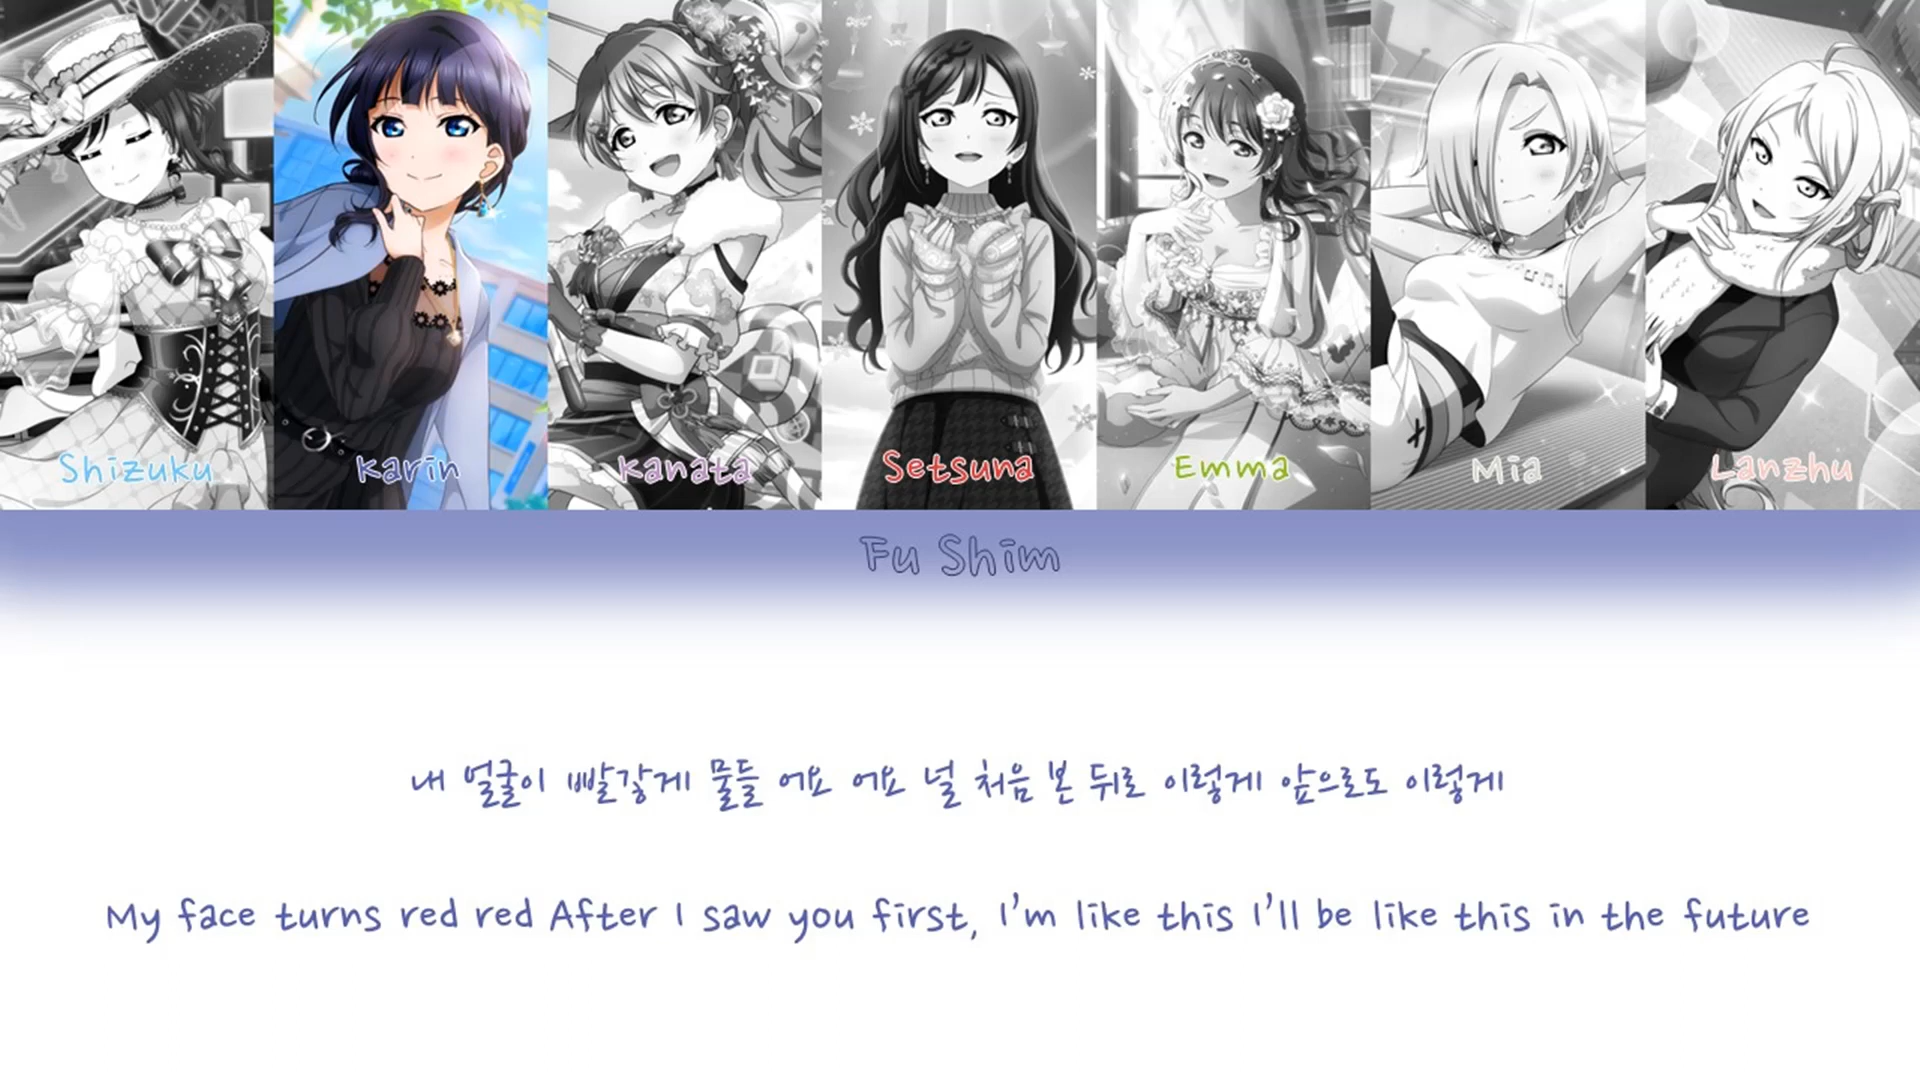 Shizuku Karin Kanata Setsuna Emma Mia Lanzhu
Fu Shim
내 얼굴이 빨갛게 물들 어요 어요 널 처음 본 뒤로 이렇게 앞으로도 이렇게
My face turns red red After I saw you first, I'm like this I'll be like this in the future